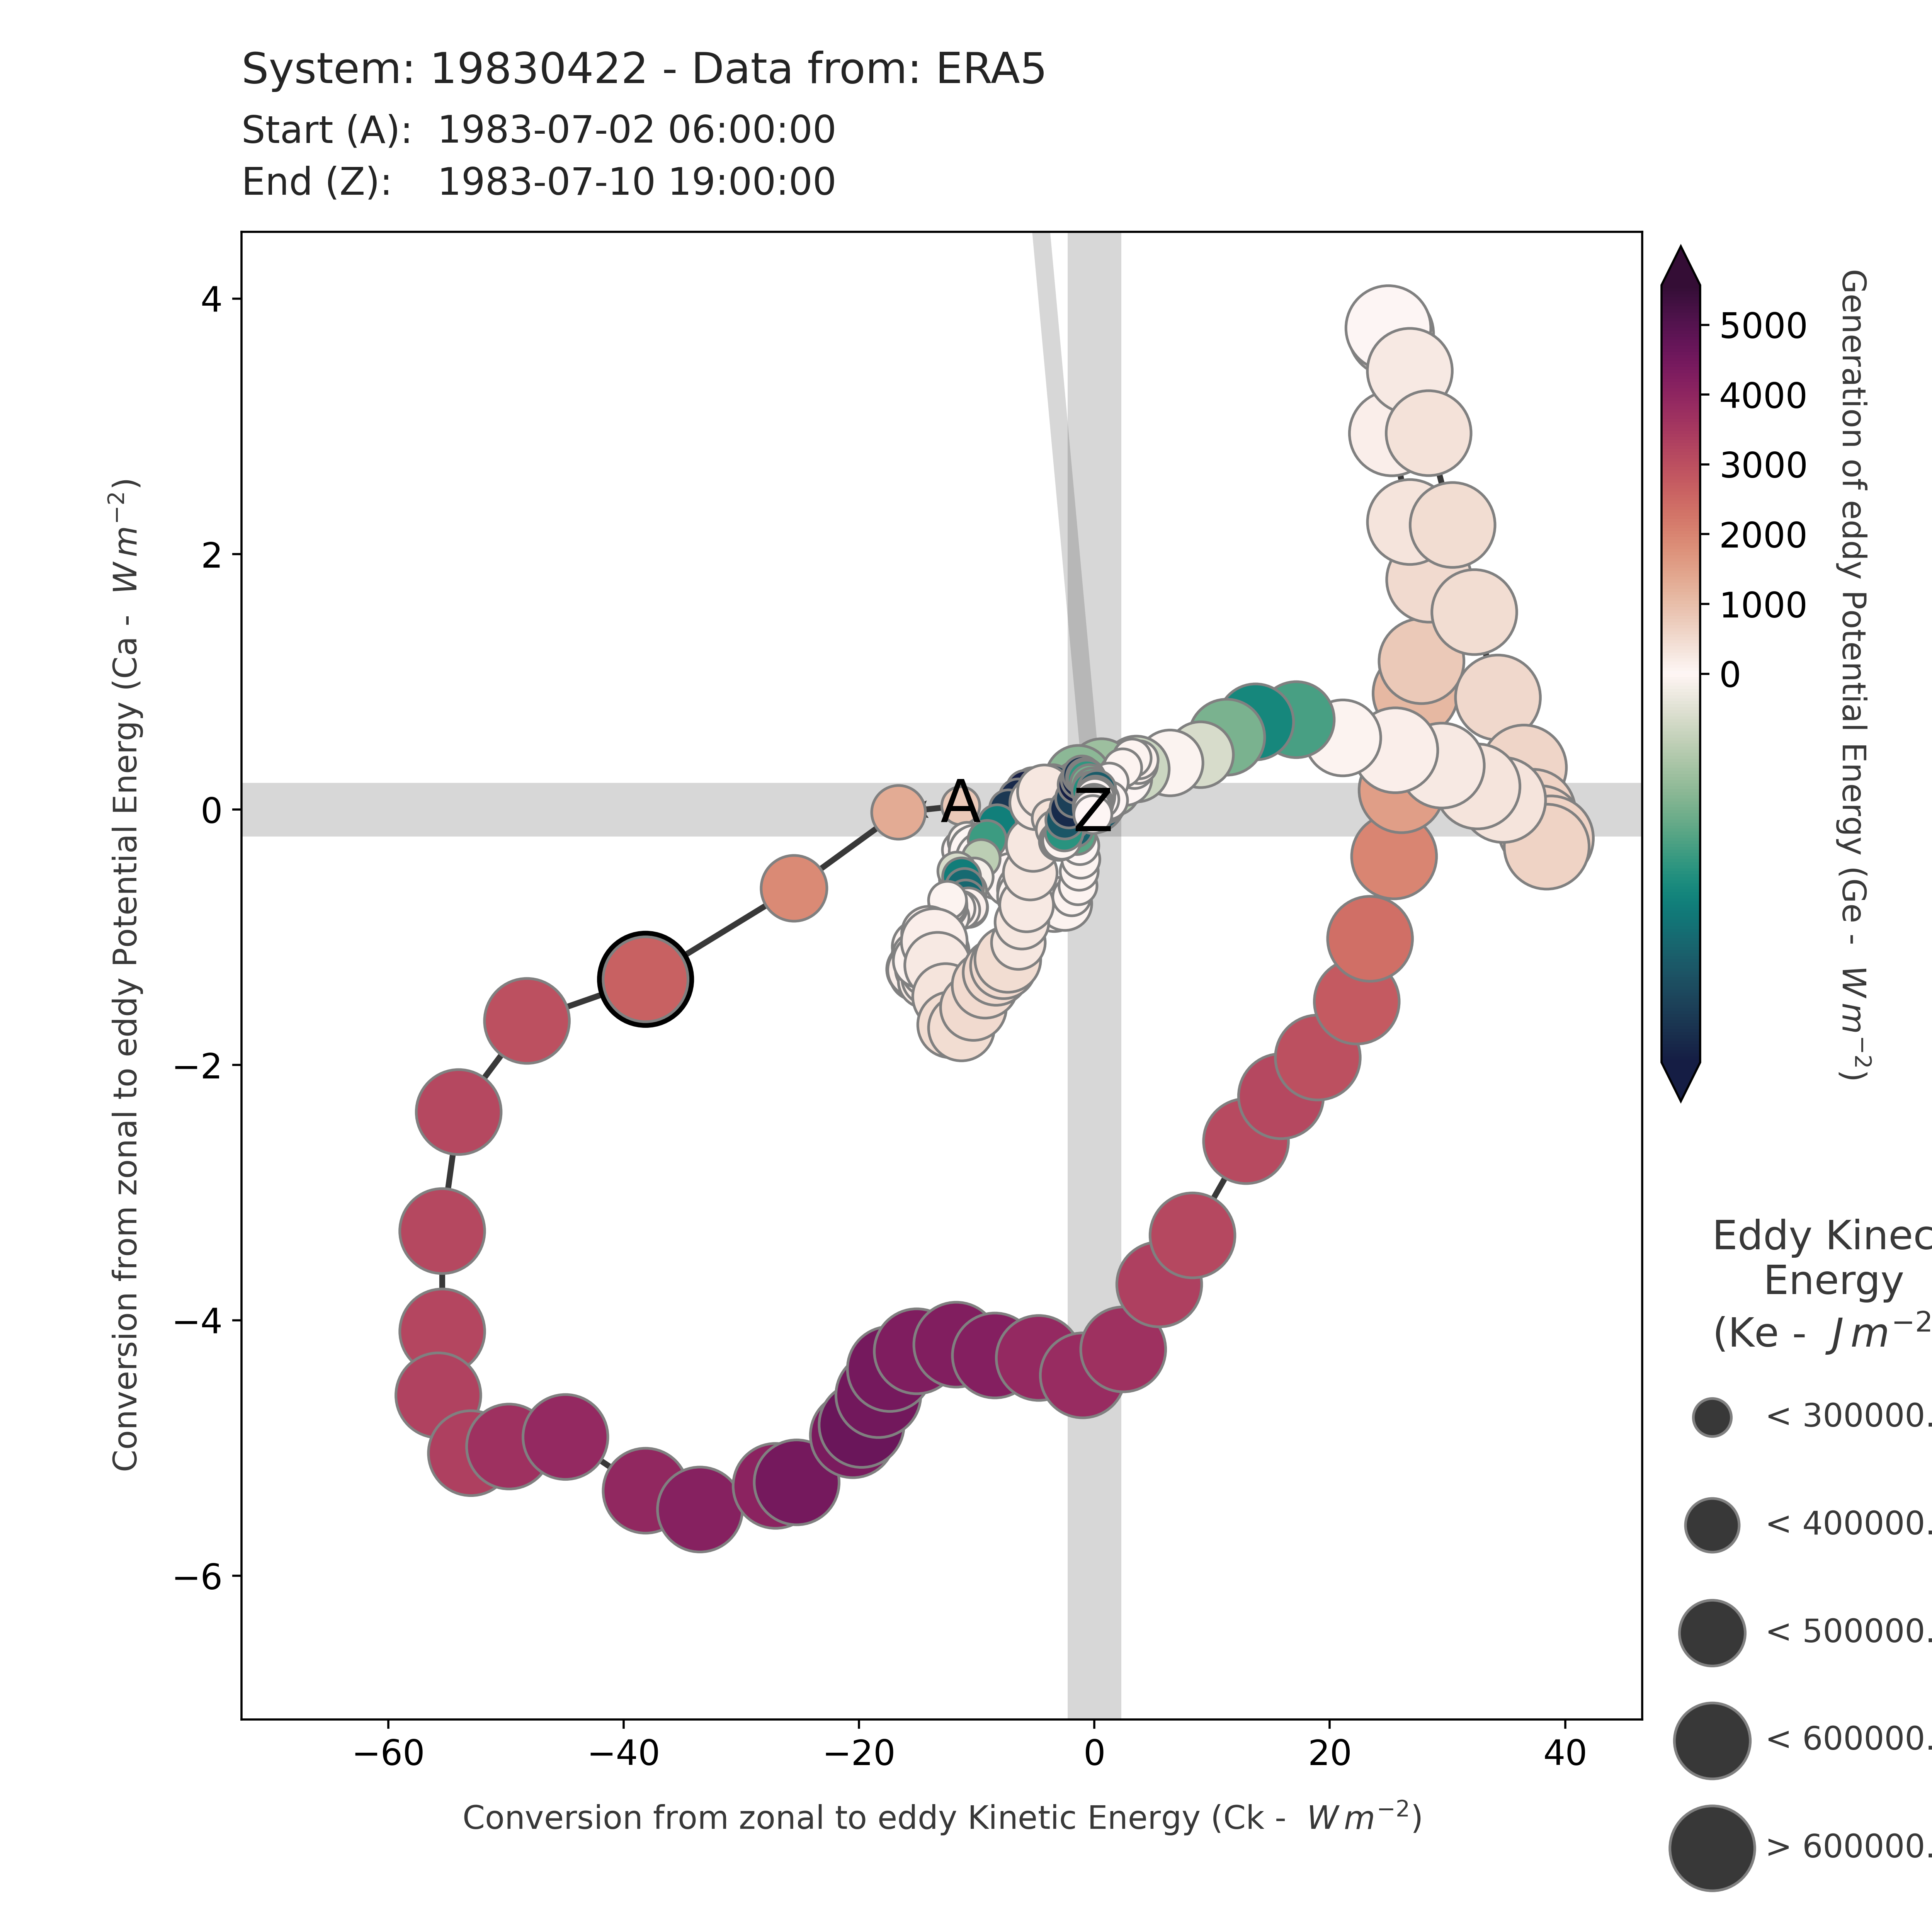 System: 19830422 - Data from: ERA5
Start (A): 1983-07-02 06:00:00
End (Z): 1983-07-10 19:00:00
Conversion from zonal to eddy Potential Energy (Ca - W m⁻²)
4
2
0
−2
−4
−6
A
Z
−60
−40
−20
0
20
40
Conversion from zonal to eddy Kinetic Energy (Ck - W m⁻²)
5000
4000
3000
2000
1000
0
Generation of eddy Potential Energy (Ge - W m⁻²)
Eddy Kinec
Energy
(Ke - J m⁻²
< 300000.
< 400000.
< 500000.
< 600000.
> 600000.